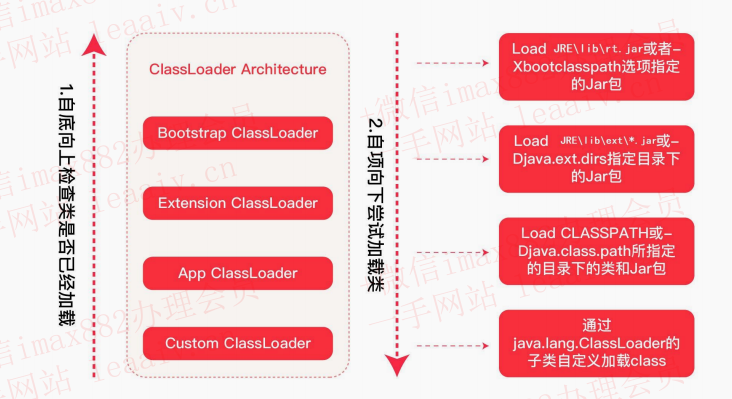 1.自底向上检查类是否已经加载
ClassLoader Architecture
Bootstrap ClassLoader
Extension ClassLoader
App ClassLoader
Custom ClassLoader
2.自项向下尝试加载类
Load JRE\lib\rt.jar或者-
Xbootclasspath选项指定
的Jar包
Load JRE\lib\ext\*.jar或-
Djava.ext.dirs指定目录下
的Jar包
Load CLASSPATH或-
Djava.class.path所指定
的目录下的类和Jar包
通过
java.lang.ClassLoader的
子类自定义加载class
微信imax882办理会员
一手网站 leaaiv.cn